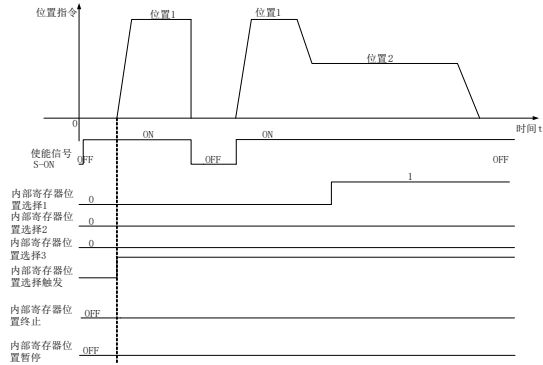 位置指令
位置1
位置1
位置2
0
时间t
ON
ON
使能信号
S-ON
OFF
OFF
OFF
1
内部寄存器位
置选择1
0
内部寄存器位
置选择2
0
内部寄存器位
置选择3
0
内部寄存器位
置选择触发
内部寄存器位
置终止
OFF
内部寄存器位
置暂停
OFF